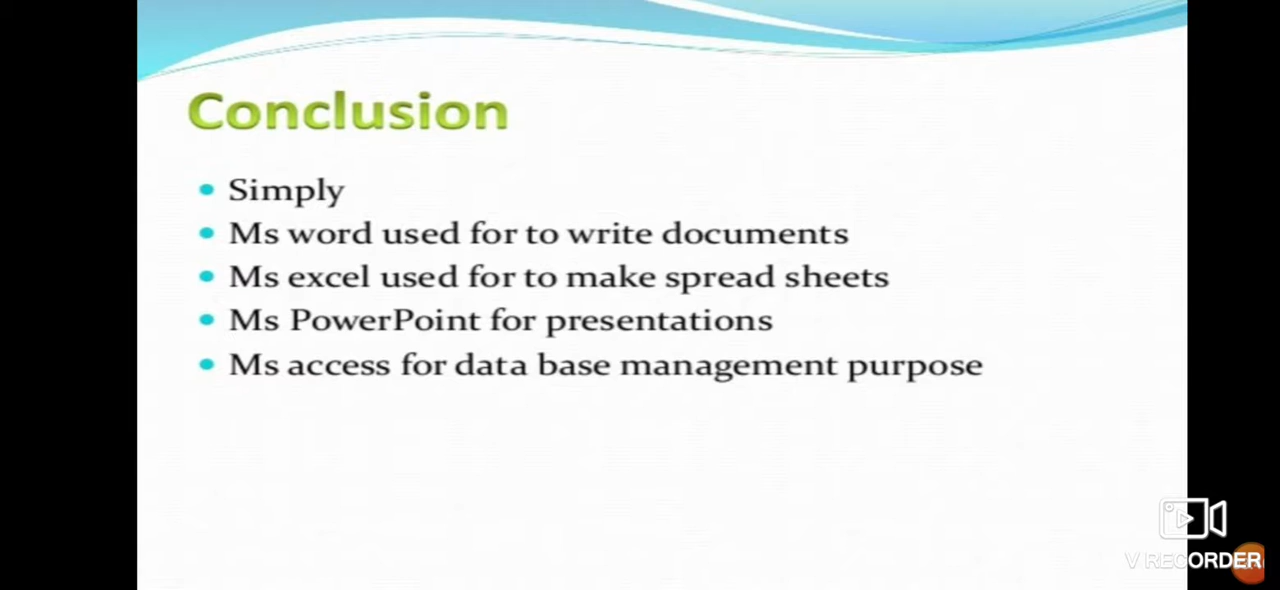 Conclusion
Simply
Ms word used for to write documents
Ms excel used for to make spread sheets
Ms PowerPoint for presentations
Ms access for data base management purpose
V RECORDER